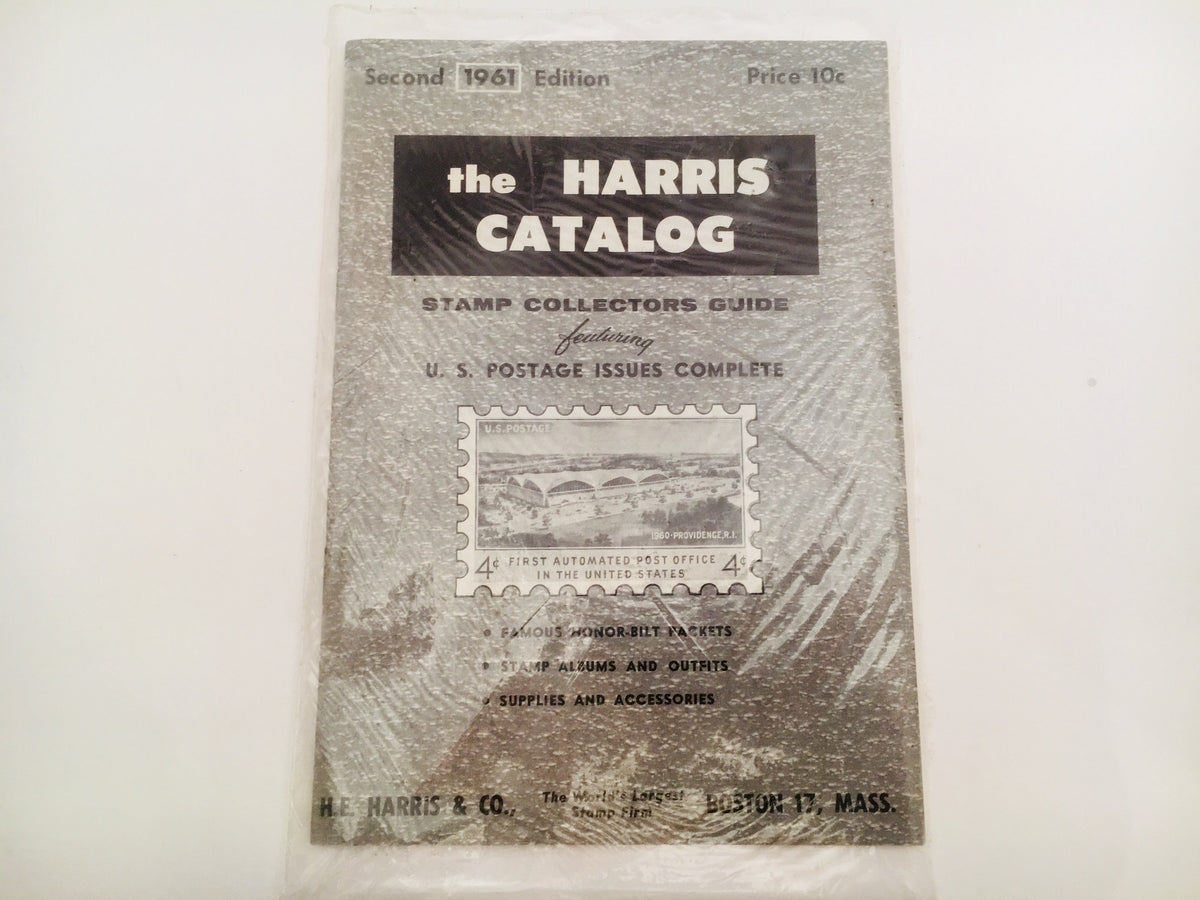 Second 1961 Edition
Price 10c
the HARRIS
CATALOG
STAMP COLLECTORS GUIDE
featuring
U. S. POSTAGE ISSUES COMPLETE
U.S. POSTAGE
1960-PROVIDENCE, R.I.
4¢ FIRST AUTOMATED POST OFFICE 4¢
IN THE UNITED STATES
• FAMOUS HONOR-BILT PACKETS
• STAMP ALBUMS AND OUTFITS
• SUPPLIES AND ACCESSORIES
H.E. HARRIS & CO., The World's Largest BOSTON 17, MASS.
Stamp Firm